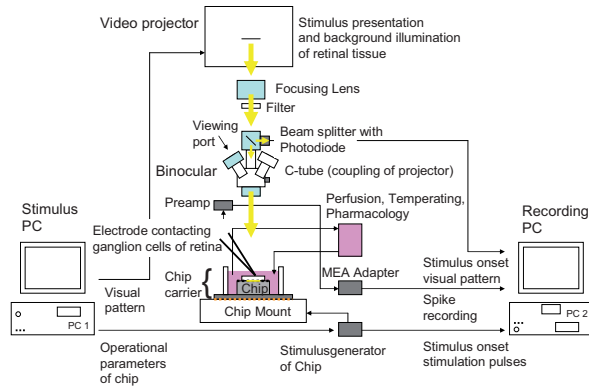 Video projector
Stimulus presentation
and background illumination
of retinal tissue
Focusing Lens
Filter
Viewing
port
Beam splitter with
Photodiode
Binocular
C-tube (coupling of projector)
Stimulus
PC
Preamp
Perfusion, Temperating,
Pharmacology
Recording
PC
Electrode contacting
ganglion cells of retina
Chip
carrier
Chip
MEA Adapter
Stimulus onset
visual pattern
Visual
pattern
Chip Mount
Spike
recording
PC 1
PC 2
Operational
parameters
of chip
Stimulusgenerator
of Chip
Stimulus onset
stimulation pulses